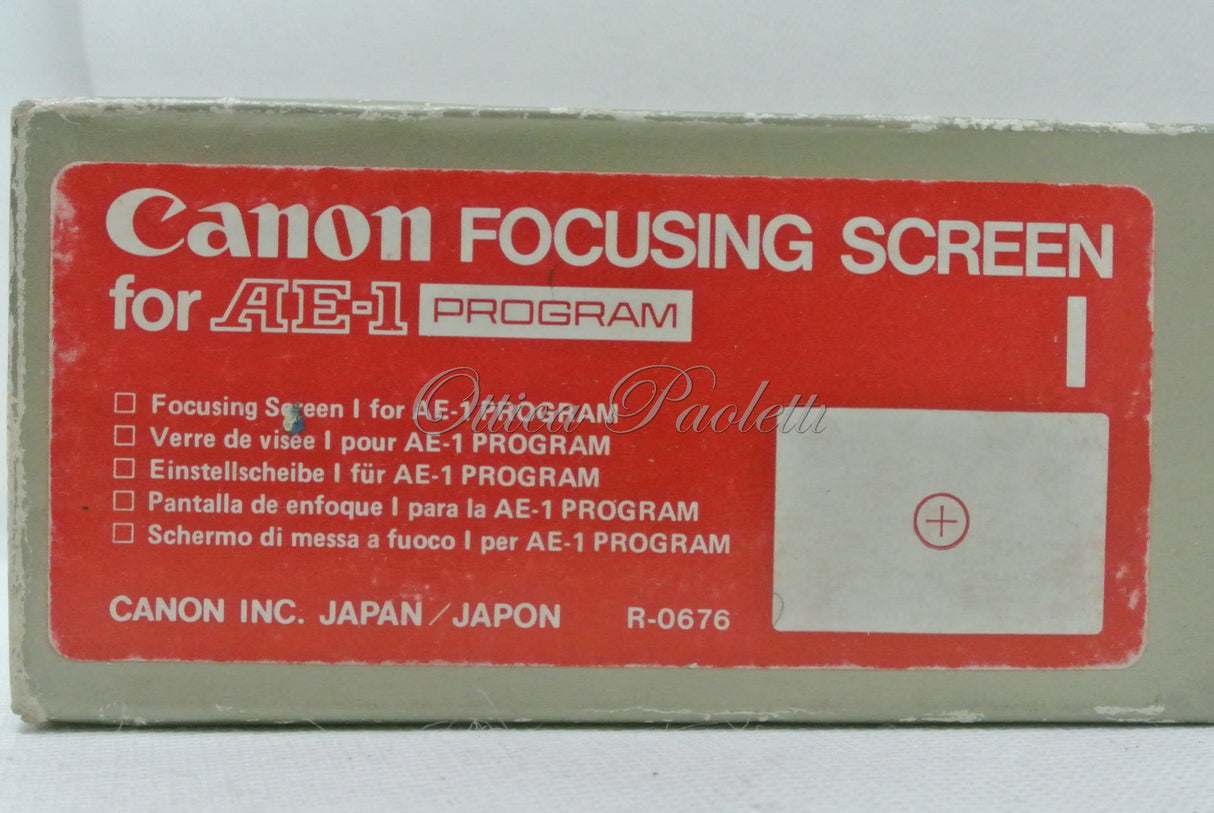 Canon FOCUSING SCREEN
for AE-1 PROGRAM
I
□ Focusing Screen I for AE-1 PROGRAM
□ Verre de visée I pour AE-1 PROGRAM
□ Einstellscheibe I für AE-1 PROGRAM
□ Pantalla de enfoque I para la AE-1 PROGRAM
□ Schermo di messa a fuoco I per AE-1 PROGRAM
Ottica Paoletti
CANON INC. JAPAN / JAPON R-0676